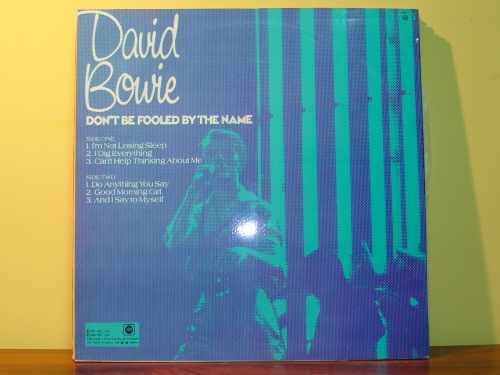 David
Bowie
DON'T BE FOOLED BY THE NAME
SIDE ONE
1. I'm Not Losing Sleep
2. I Dig Everything
3. Can't Help Thinking About Me
SIDE TWO
1. Do Anything You Say
2. Good Morning Girl
3. And I Say to Myself